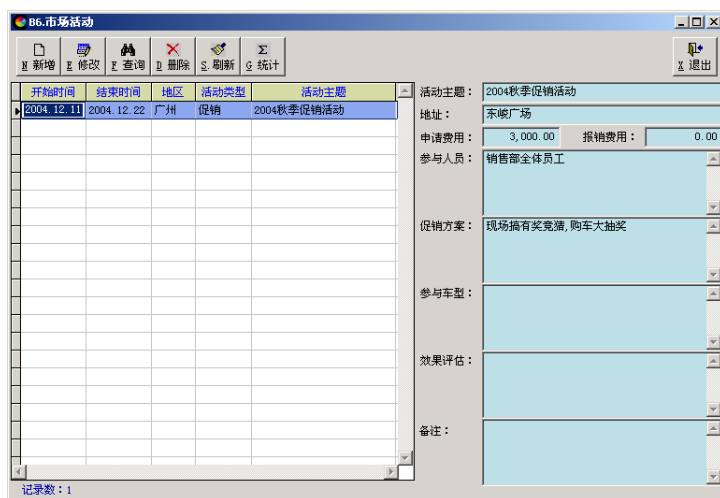 B6.市场活动
N 新增 E 修改 F 查询 D 删除 S.刷新 G 统计 X 退出
开始时间 结束时间 地区 活动类型 活动主题
2004.12.11 2004.12.22 广州 促销 2004秋季促销活动
活动主题： 2004秋季促销活动
地址： 东峻广场
申请费用： 3,000.00 报销费用： 0.00
参与人员： 销售部全体员工
促销方案： 现场搞有奖竞猜,购车大抽奖
参与车型：
效果评估：
备注：
记录数：1